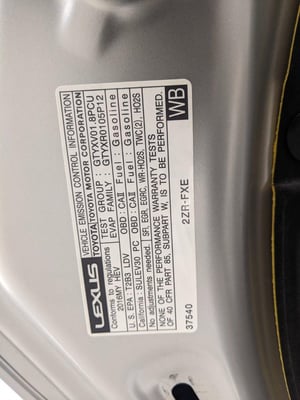 LEXUS
VEHICLE EMISSION CONTROL INFORMATION
TOYOTA/TOYOTA MOTOR CORPORATION
Conforms to regulations: TEST GROUP : GTYXV01.8PCU
2016MY HEV EVAP FAMILY : GTYXR0105P12
U.S. EPA : T2B3 LDV OBD : CAII Fuel : Gasoline
California : SULEV30 PC OBD : CAII Fuel : Gasoline
No adjustments needed. SFI, EGR, EGRC, WR-HO2S, TWC(2), HO2S
NONE OF THE PERFORMANCE WARRANTY TESTS
OF 40 CFR PART 85, SUBPART W, IS TO BE PERFORMED.
WB
37540
2ZR-FXE